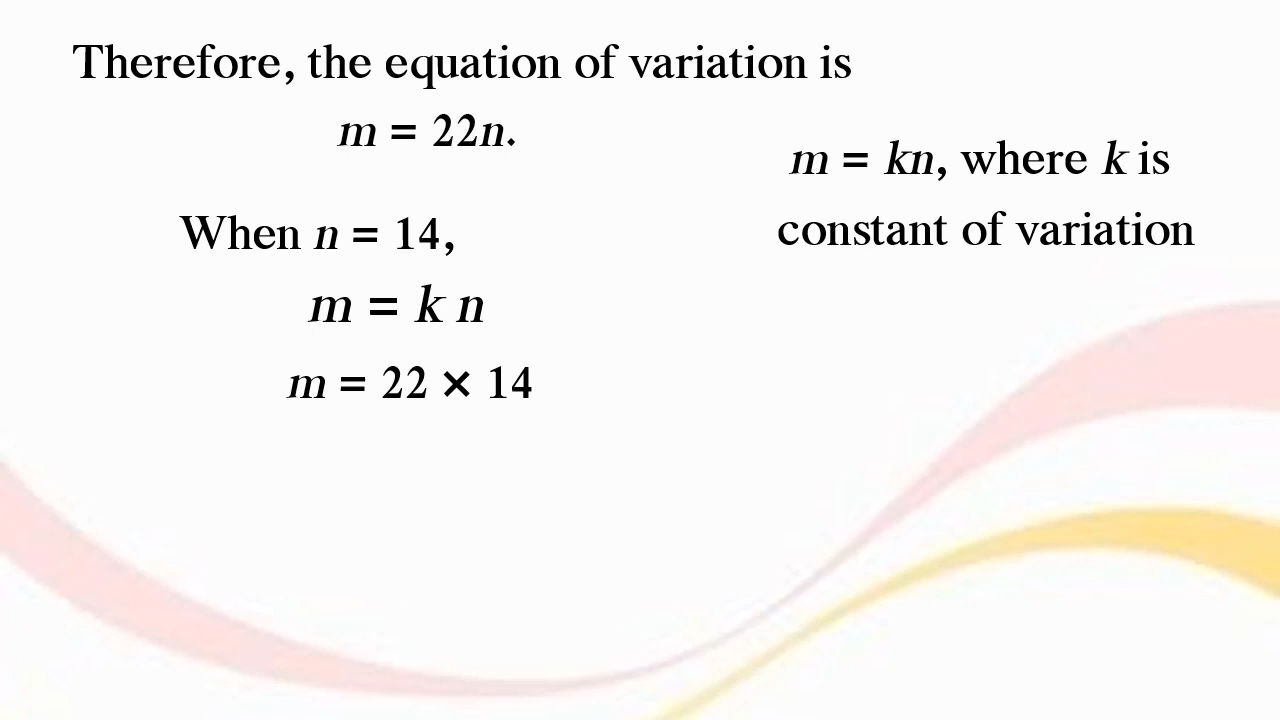 Therefore, the equation of variation is
m = 22n.
m = kn, where k is
constant of variation
When n = 14,
m = k n
m = 22 × 14